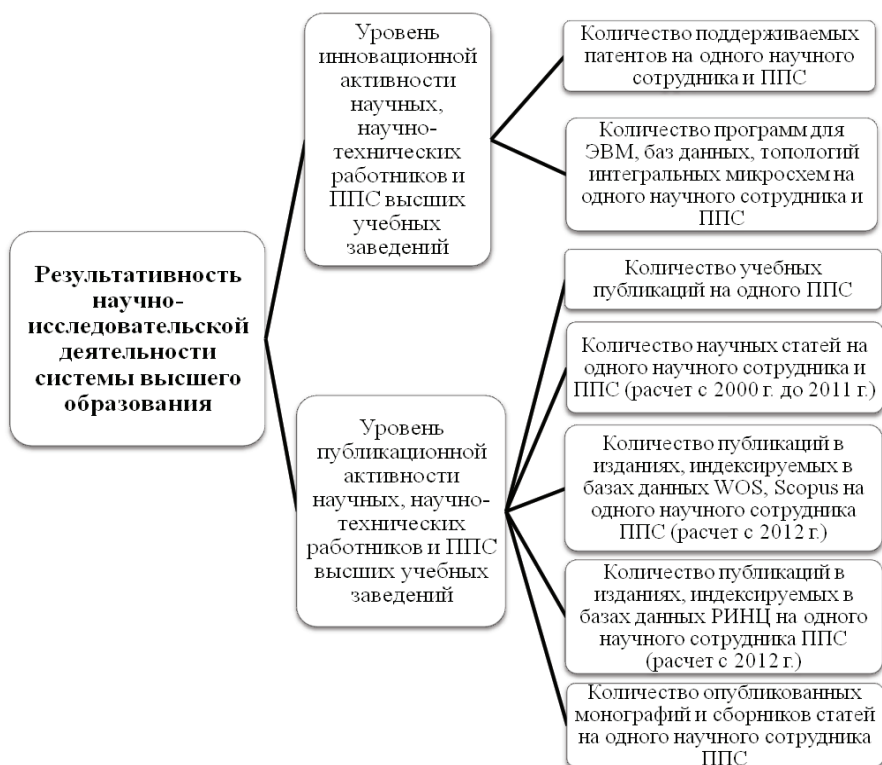 Результативность
научно-
исследовательской
деятельности
системы высшего
образования
Уровень
инновационной
активности
научных,
научно-
технических
работников и
ППС высших
учебных
заведений
Количество поддерживаемых
патентов на одного научного
сотрудника и ППС
Количество программ для
ЭВМ, баз данных, топологий
интегральных микросхем на
одного научного сотрудника и
ППС
Уровень
публикационной
активности
научных, научно-
технических
работников и ППС
высших учебных
заведений
Количество учебных
публикаций на одного ППС
Количество научных статей на
одного научного сотрудника и
ППС (расчет с 2000 г. до 2011 г.)
Количество публикаций в
изданиях, индексируемых в
базах данных WOS, Scopus на
одного научного сотрудника
ППС (расчет с 2012 г.)
Количество публикаций в
изданиях, индексируемых в
базах данных РИНЦ на одного
научного сотрудника ППС
(расчет с 2012 г.)
Количество опубликованных
монографий и сборников статей
на одного научного сотрудника
ППС